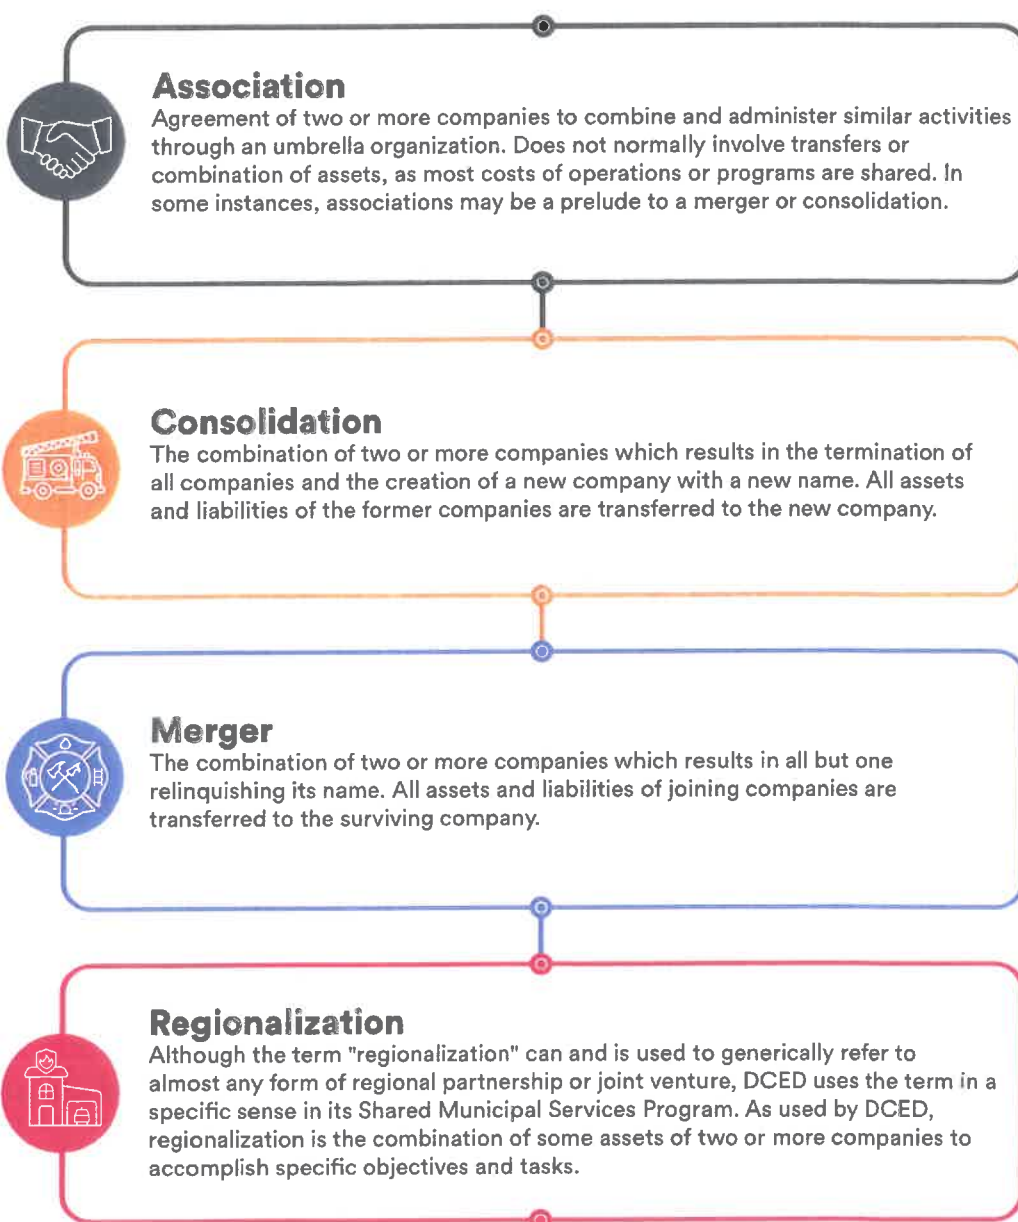 Association
Agreement of two or more companies to combine and administer similar activities
through an umbrella organization. Does not normally involve transfers or
combination of assets, as most costs of operations or programs are shared. In
some instances, associations may be a prelude to a merger or consolidation.
Consolidation
The combination of two or more companies which results in the termination of
all companies and the creation of a new company with a new name. All assets
and liabilities of the former companies are transferred to the new company.
Merger
The combination of two or more companies which results in all but one
relinquishing its name. All assets and liabilities of joining companies are
transferred to the surviving company.
Regionalization
Although the term "regionalization" can and is used to generically refer to
almost any form of regional partnership or joint venture, DCED uses the term in a
specific sense in its Shared Municipal Services Program. As used by DCED,
regionalization is the combination of some assets of two or more companies to
accomplish specific objectives and tasks.